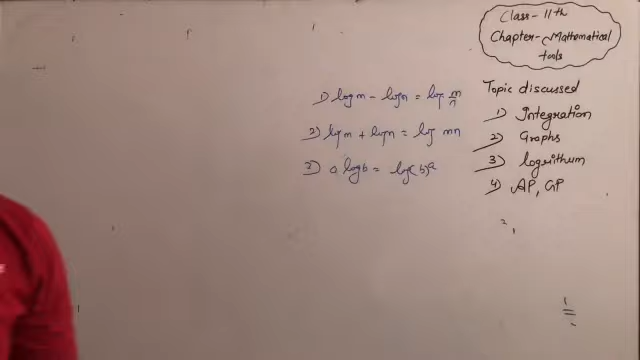 Class-11th
Chapter-Mathematical
tools
Topic discussed
1) Integration
2) Graphs
3) logrithum
4) AP, GP
1) log m - log n = log m/n
2) log m + log n = log mn
3) a log b = log(b)^a